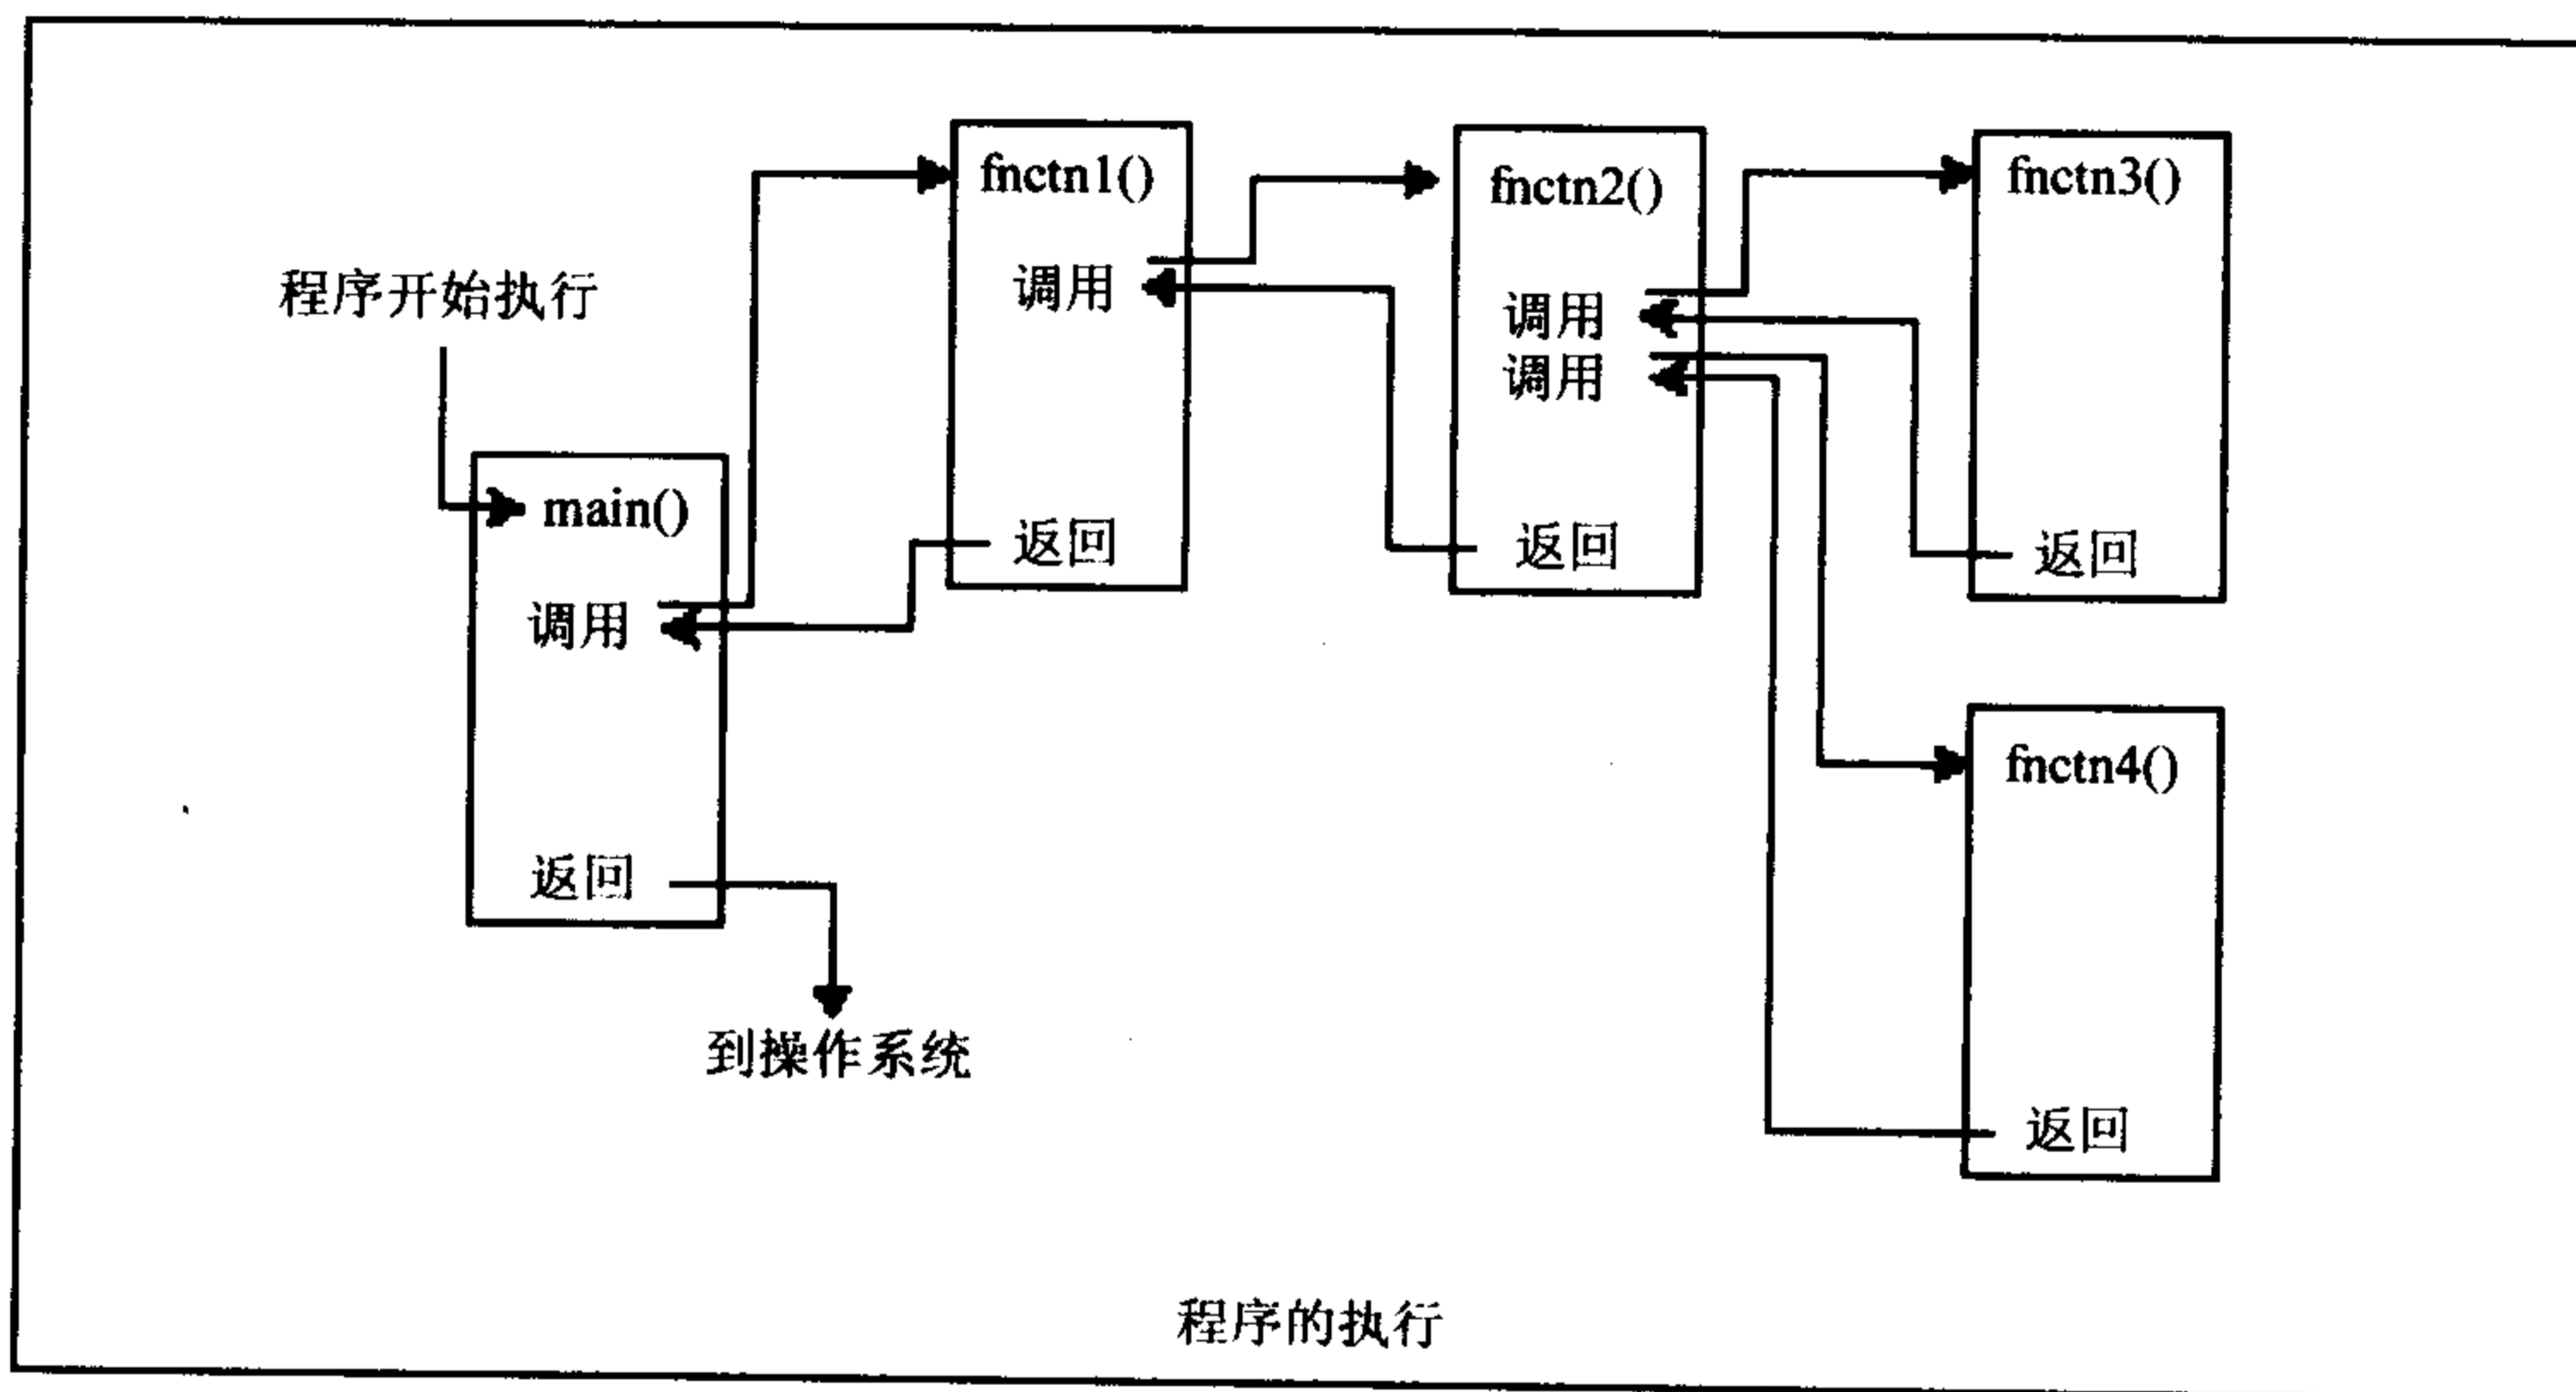 程序开始执行
main()
调用
返回
到操作系统
fnctn1()
调用
返回
fnctn2()
调用
调用
返回
fnctn3()
返回
fnctn4()
返回
程序的执行